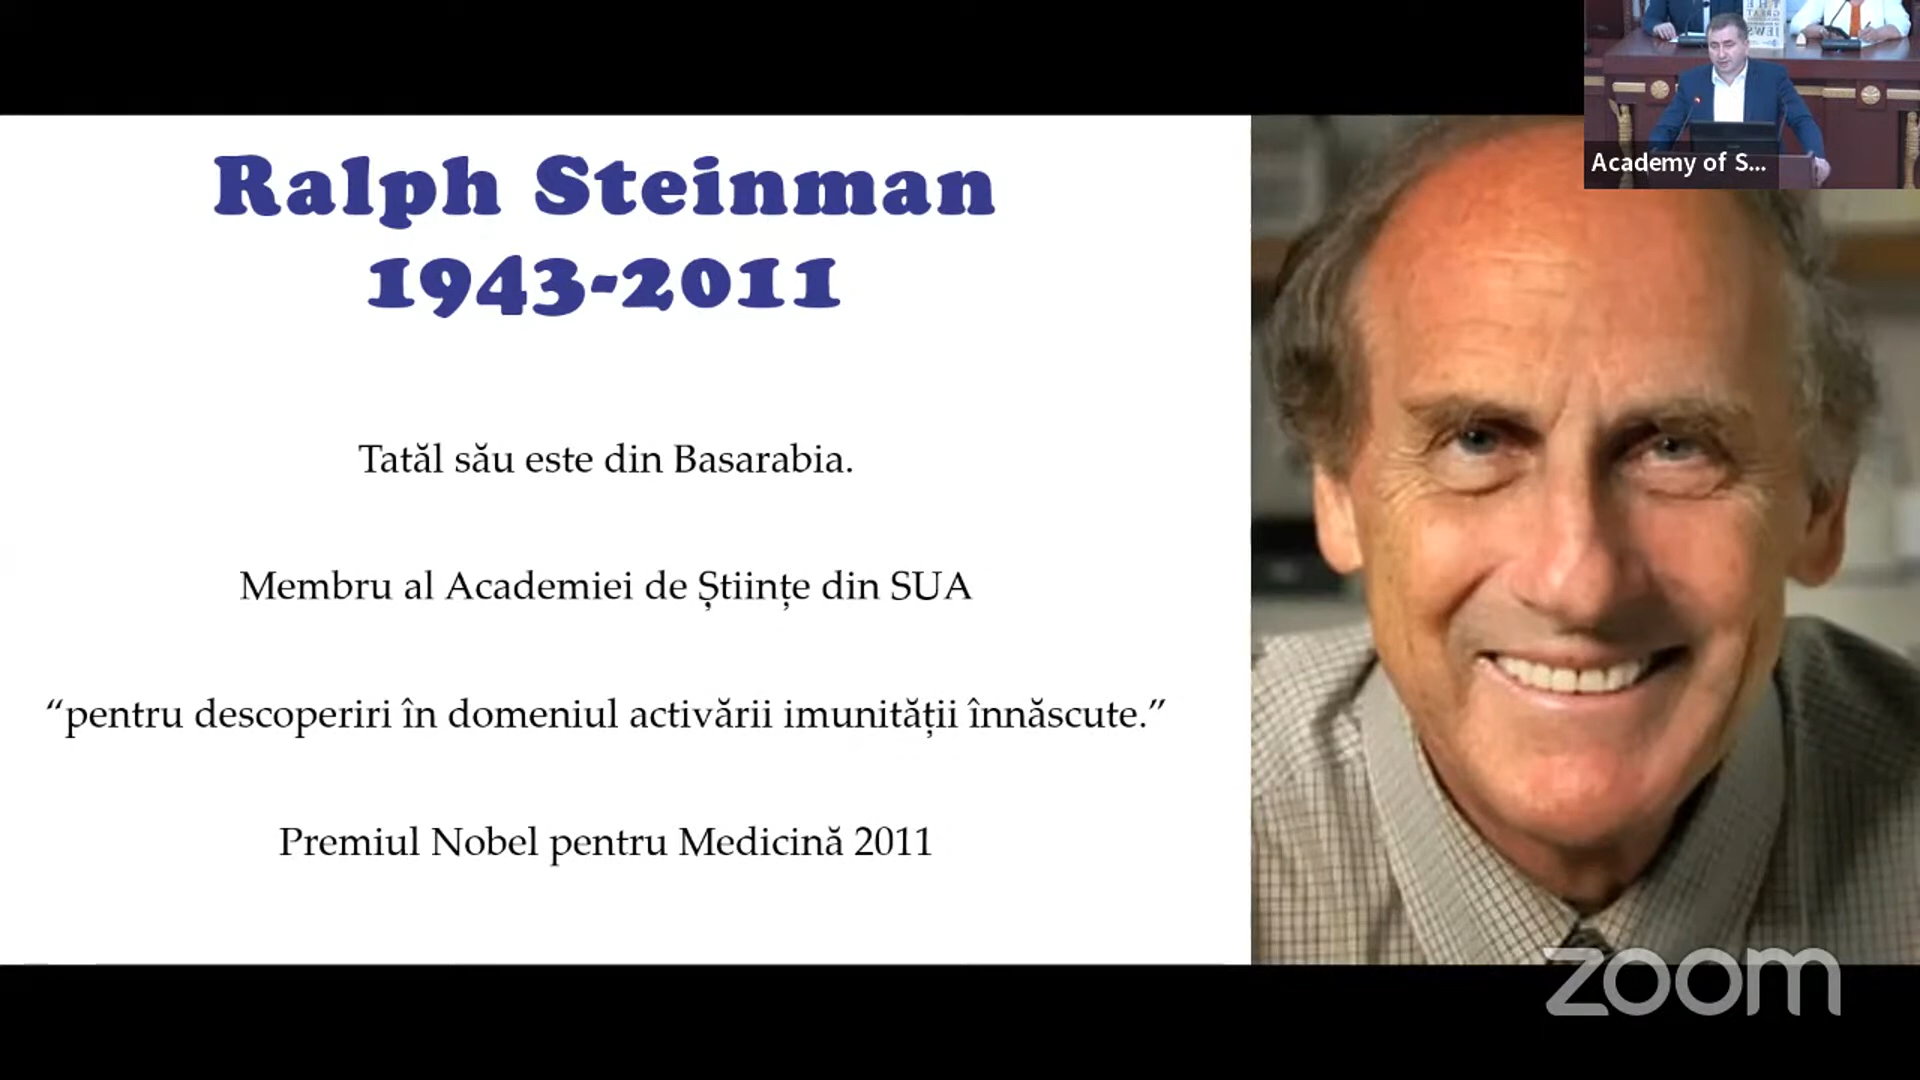 Ralph Steinman
1943-2011
Tatăl său este din Basarabia.
Membru al Academiei de Științe din SUA
“pentru descoperiri în domeniul activării imunității înnăscute.”
Premiul Nobel pentru Medicină 2011
Academy of S...
zoom